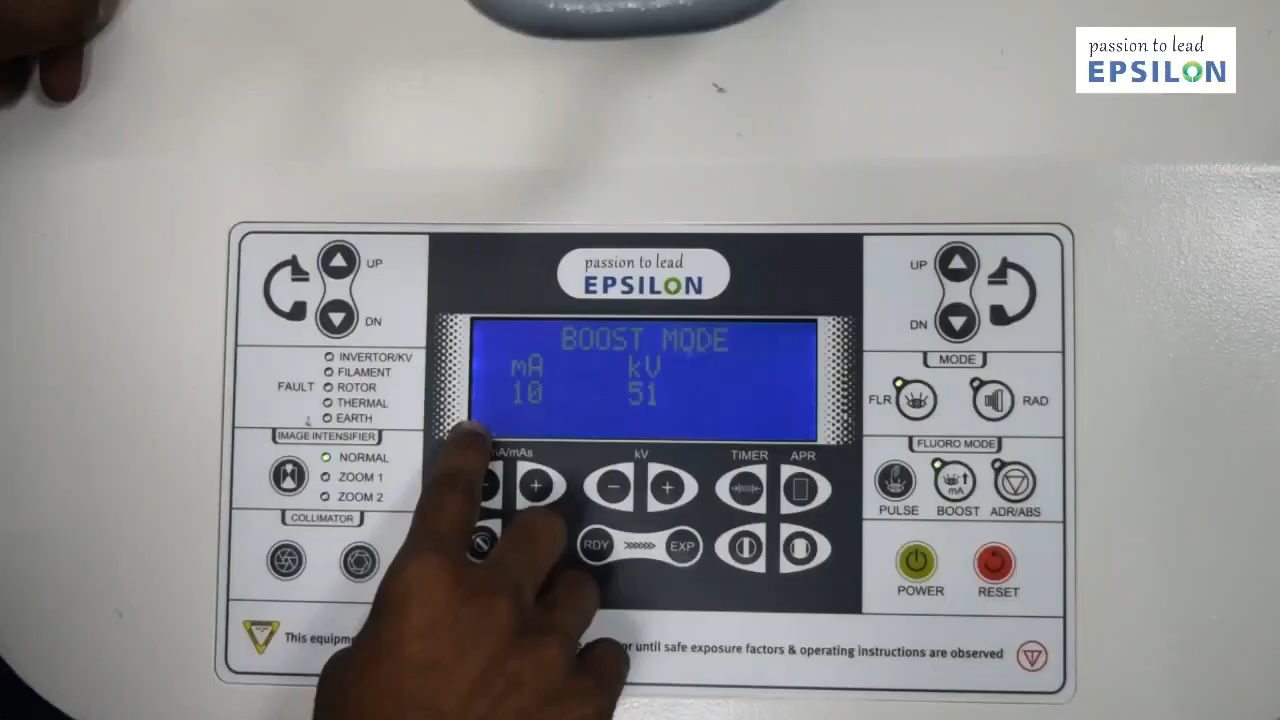 passion to lead
EPSILON
passion to lead
EPSILON
UP
DN
INVERTOR/KV
FILAMENT
FAULT
ROTOR
THERMAL
EARTH
IMAGE INTENSIFIER
NORMAL
ZOOM 1
ZOOM 2
COLLIMATOR
BOOST MODE
mA kV
10 51
mA/mAs
kV
TIMER
APR
RDY
EXP
UP
DN
MODE
FLR
RAD
FLUORO MODE
mA
PULSE
BOOST
ADR/ABS
POWER
RESET
This
or until safe exposure factors & operating instructions are observed